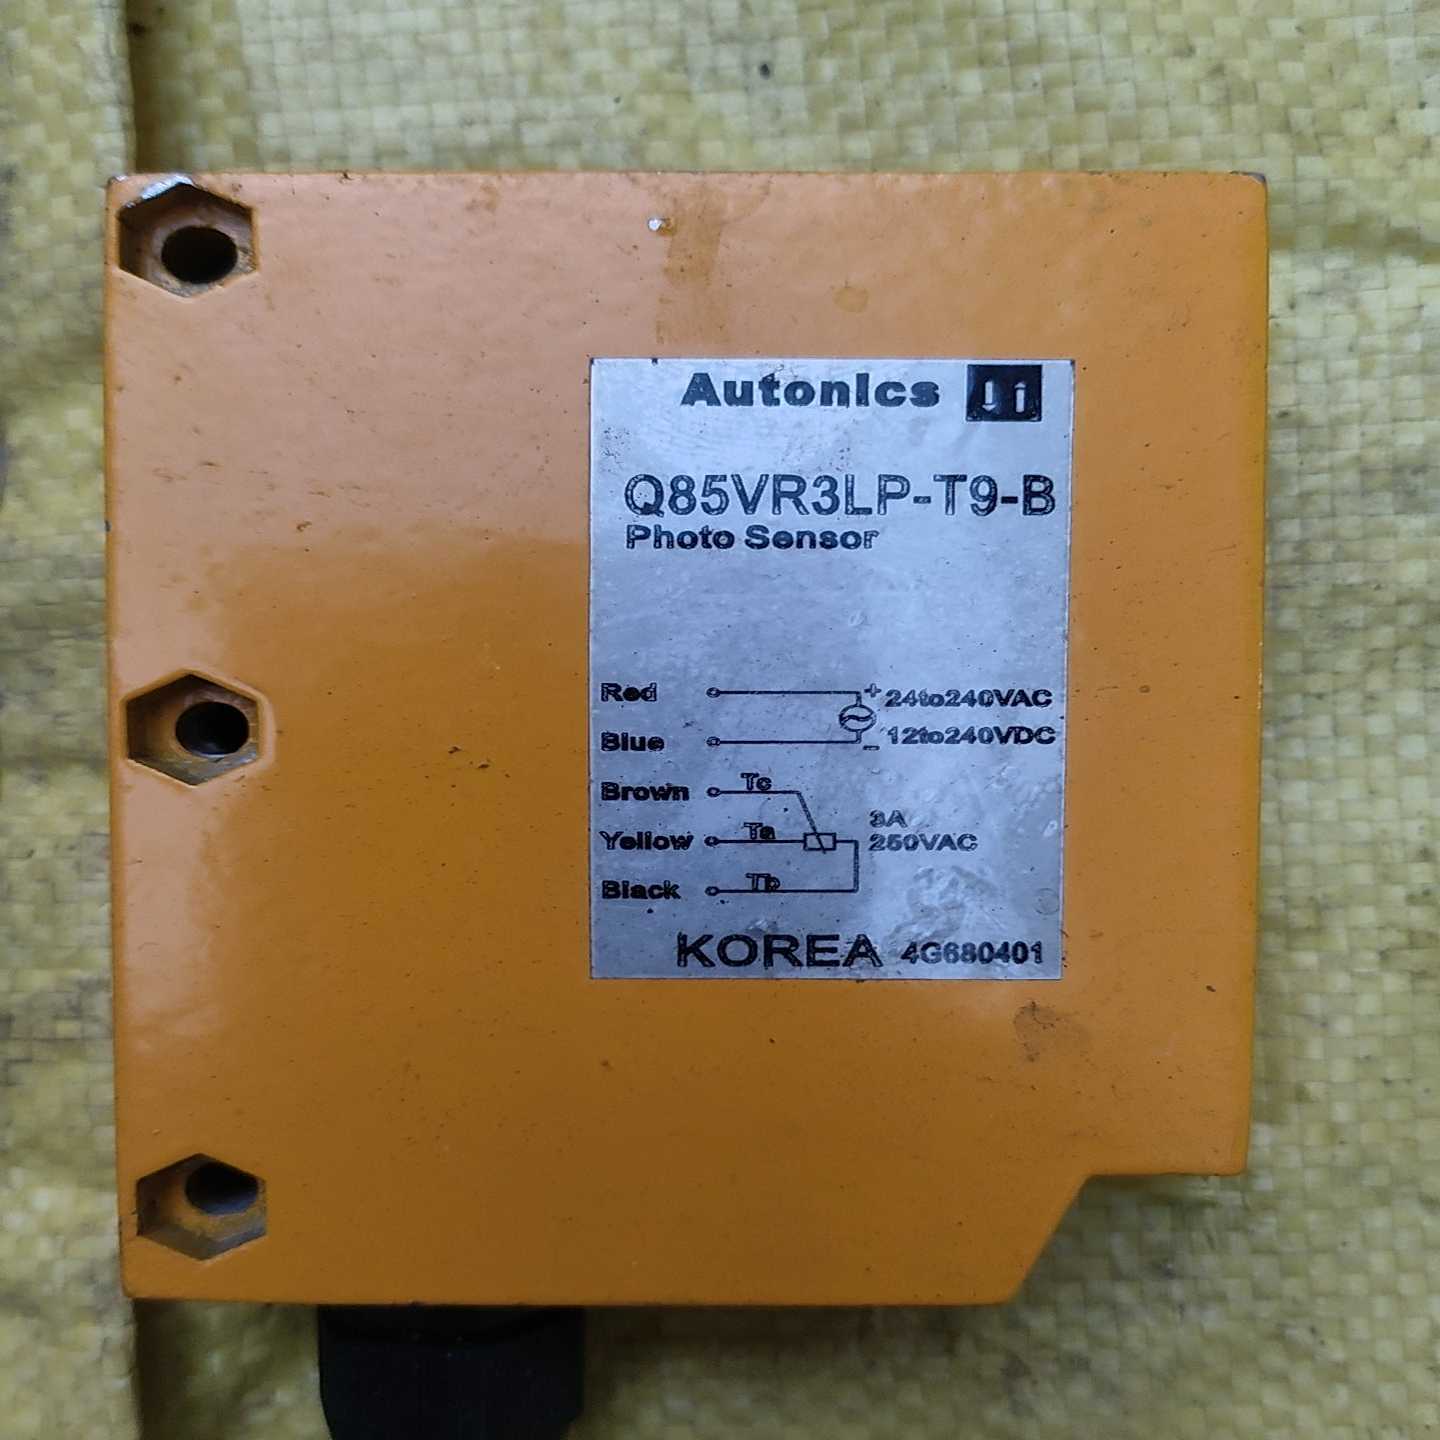 Autonics
Q85VR3LP-T9-B
Photo Sensor
Red + 24to240VAC
Blue - 12to240VDC
Brown Tc
3A
Yellow Ta 250VAC
Black Tb
KOREA 4G680401